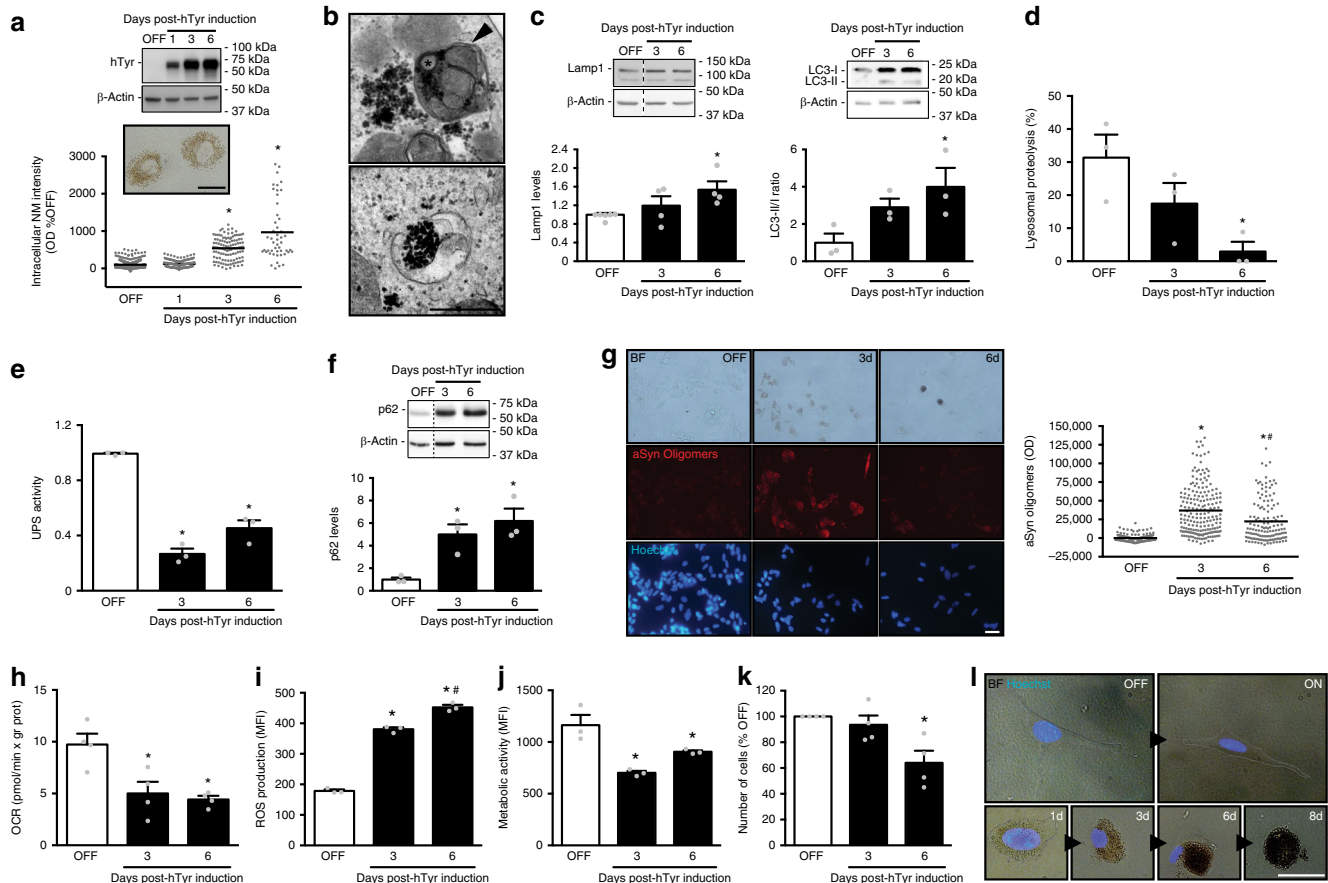 a
Days post-hTyr induction
OFF 1 3 6
hTyr
- 100 kDa
- 75 kDa
- 50 kDa
β-Actin
- 50 kDa
- 37 kDa
Intracellular NM intensity
(OD %OFF)
3000
2000
1000
0
*
*
OFF 1 3 6
Days post-hTyr induction
b
*
c
Days post-hTyr induction
OFF 3 6
Lamp1
- 150 kDa
- 100 kDa
β-Actin
- 50 kDa
- 37 kDa
Lamp1 levels
2.4
2.0
1.6
1.2
0.8
0.4
*
OFF 3 6
Days post-hTyr induction
Days post-hTyr induction
OFF 3 6
LC3-I
LC3-II
- 25 kDa
- 20 kDa
β-Actin
- 50 kDa
- 37 kDa
LC3-II/I ratio
6
4
2
0
*
OFF 3 6
Days post-hTyr induction
d
Lysosomal proteolysis (%)
50
40
30
20
10
0
*
OFF 3 6
Days post-hTyr induction
e
UPS activity
1.2
0.8
0.4
0
*
*
OFF 3 6
Days post-hTyr induction
f
Days post-hTyr induction
OFF 3 6
p62
- 75 kDa
- 50 kDa
β-Actin
- 50 kDa
- 37 kDa
p62 levels
10
8
6
4
2
0
*
*
OFF 3 6
Days post-hTyr induction
g
BF OFF 3d 6d
aSyn Oligomers
Hoechst
aSyn oligomers (OD)
150,000
125,000
100,000
75,000
50,000
25,000
0
−25,000
*
* #
OFF 3 6
Days post-hTyr induction
h
OCR (pmol/min x gr prot)
15
10
5
0
*
*
OFF 3 6
Days post-hTyr induction
i
ROS production (MFI)
500
400
300
200
100
0
*
* #
OFF 3 6
Days post-hTyr induction
j
Metabolic activity (MFI)
1500
1000
500
0
*
*
OFF 3 6
Days post-hTyr induction
k
Number of cells (% OFF)
120
100
80
60
40
20
0
*
OFF 3 6
Days post-hTyr induction
l
BF Hoechst OFF ON
1d 3d 6d 8d